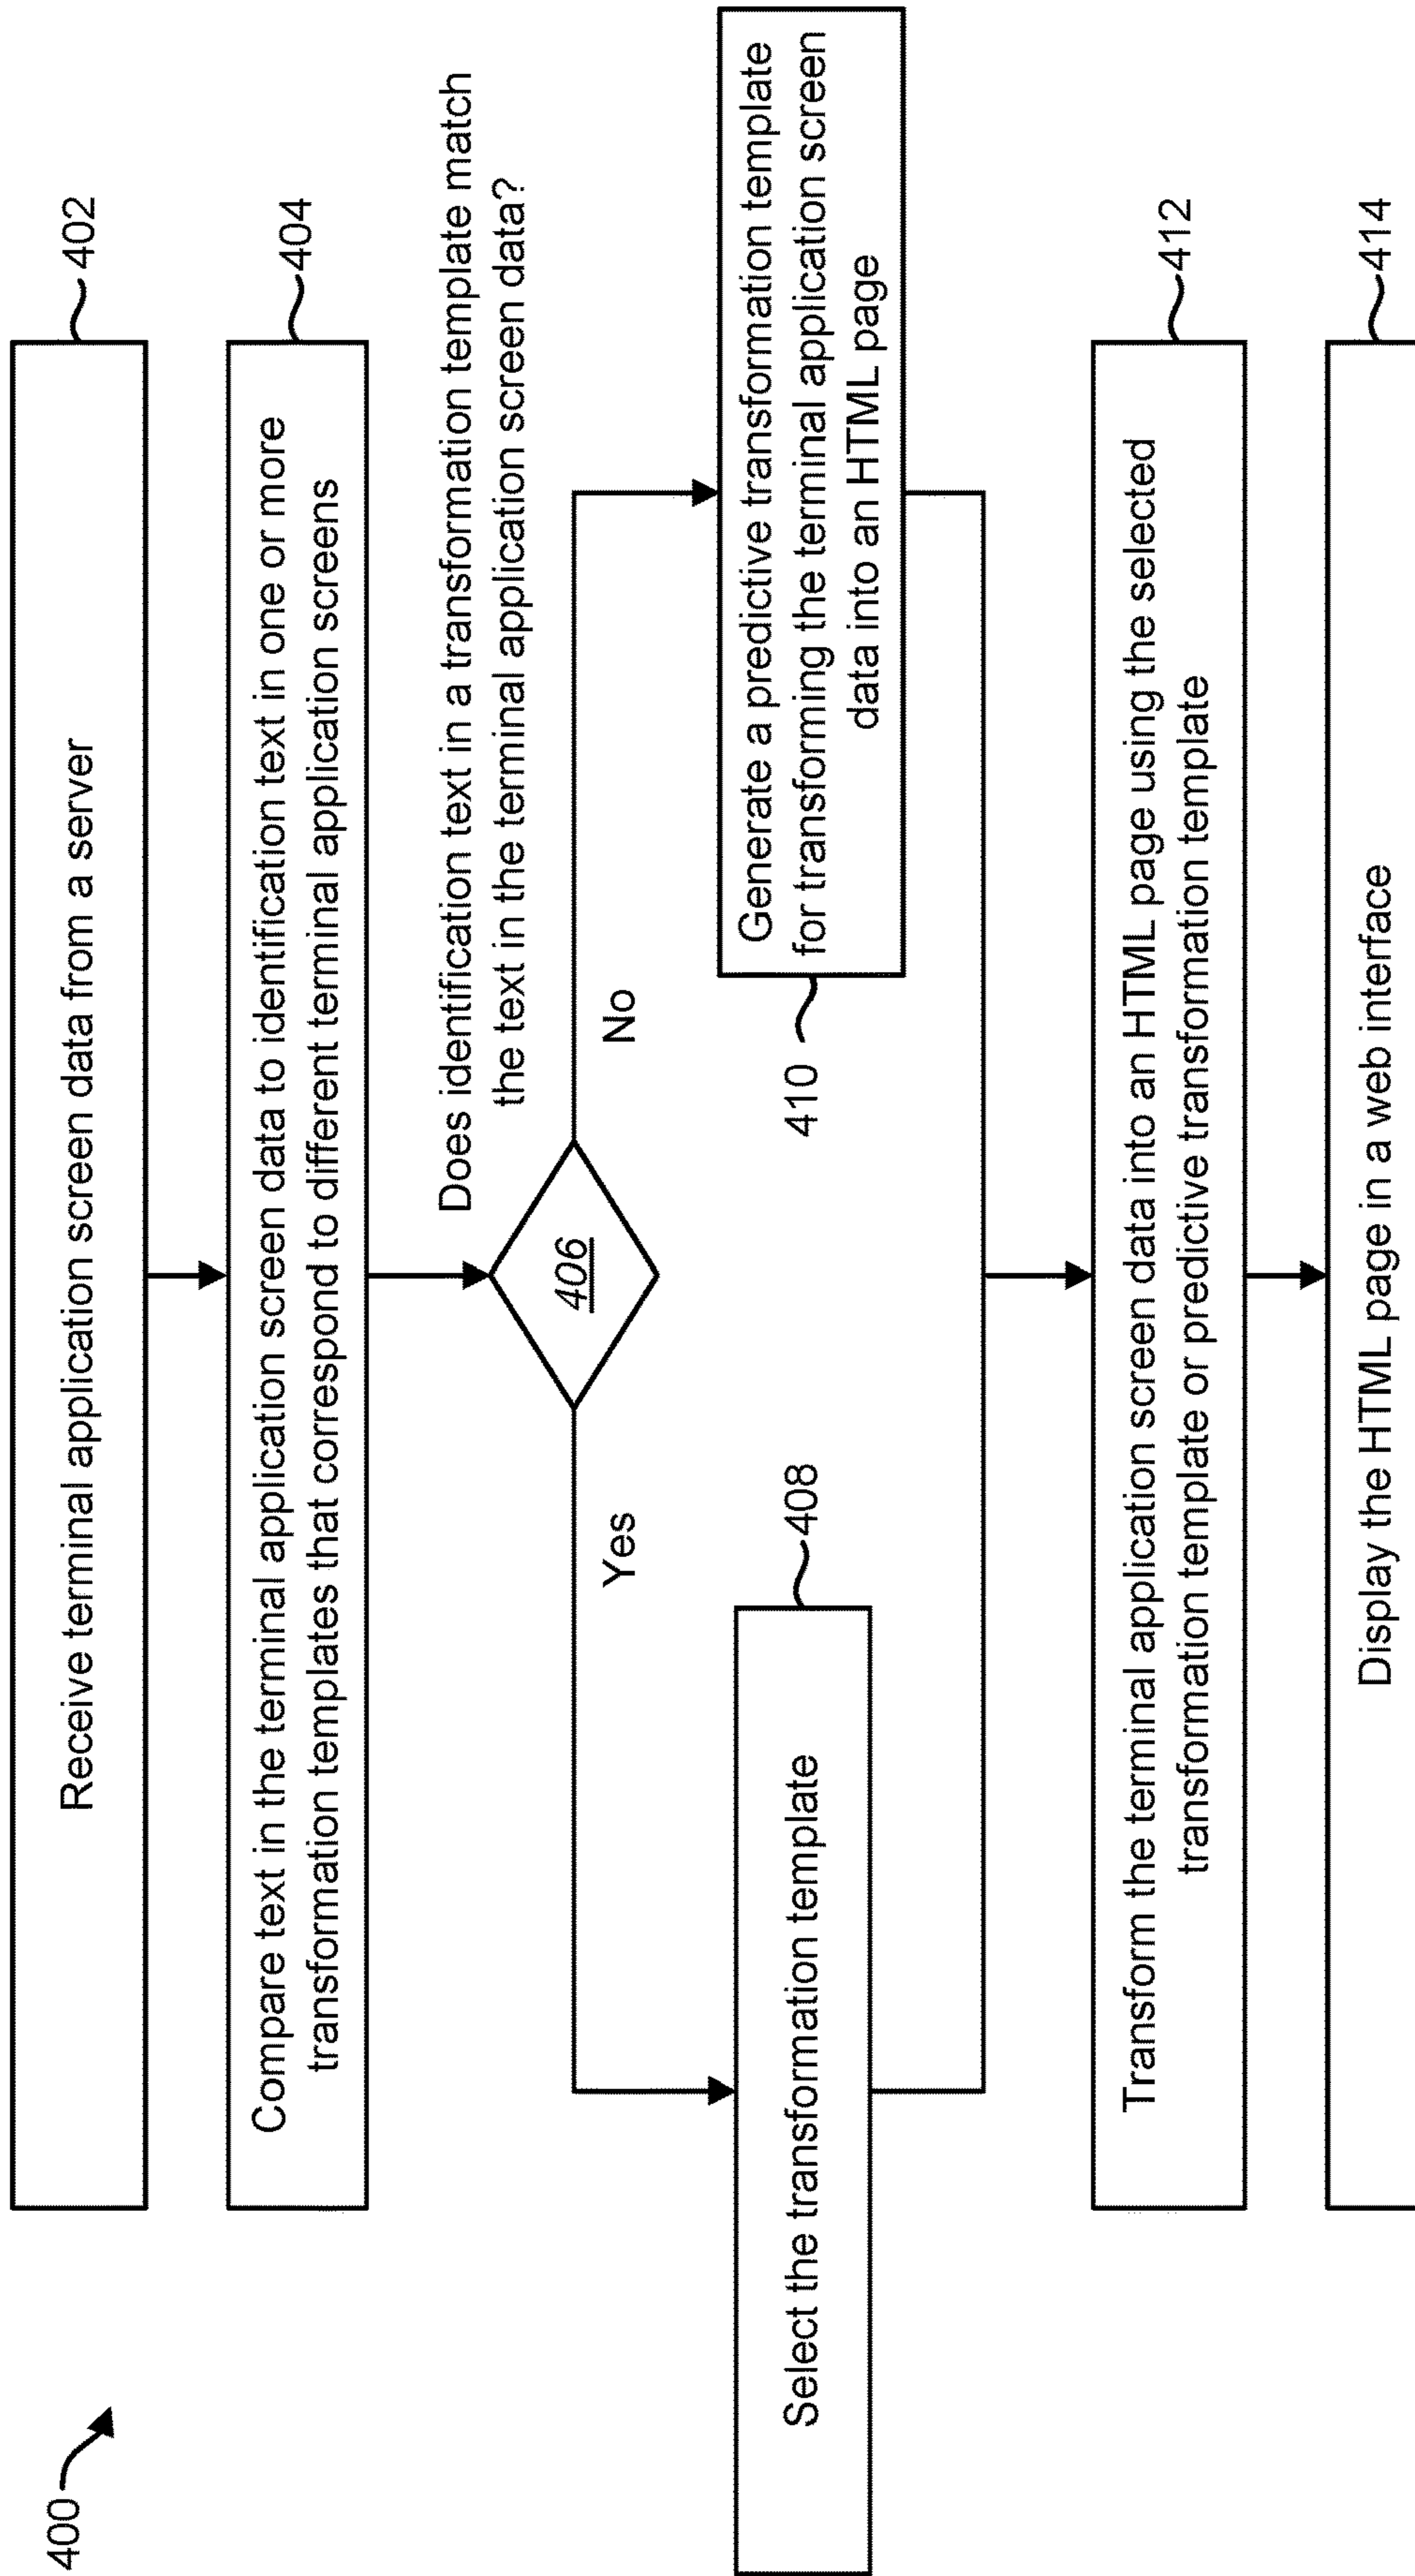 400
Receive terminal application screen data from a server
402
Compare text in the terminal application screen data to identification text in one or more
transformation templates that correspond to different terminal application screens
404
Does identification text in a transformation template match
the text in the terminal application screen data?
406
Yes
No
Select the transformation template
408
410
Generate a predictive transformation template
for transforming the terminal application screen
data into an HTML page
Transform the terminal application screen data into an HTML page using the selected
transformation template or predictive transformation template
412
Display the HTML page in a web interface
414